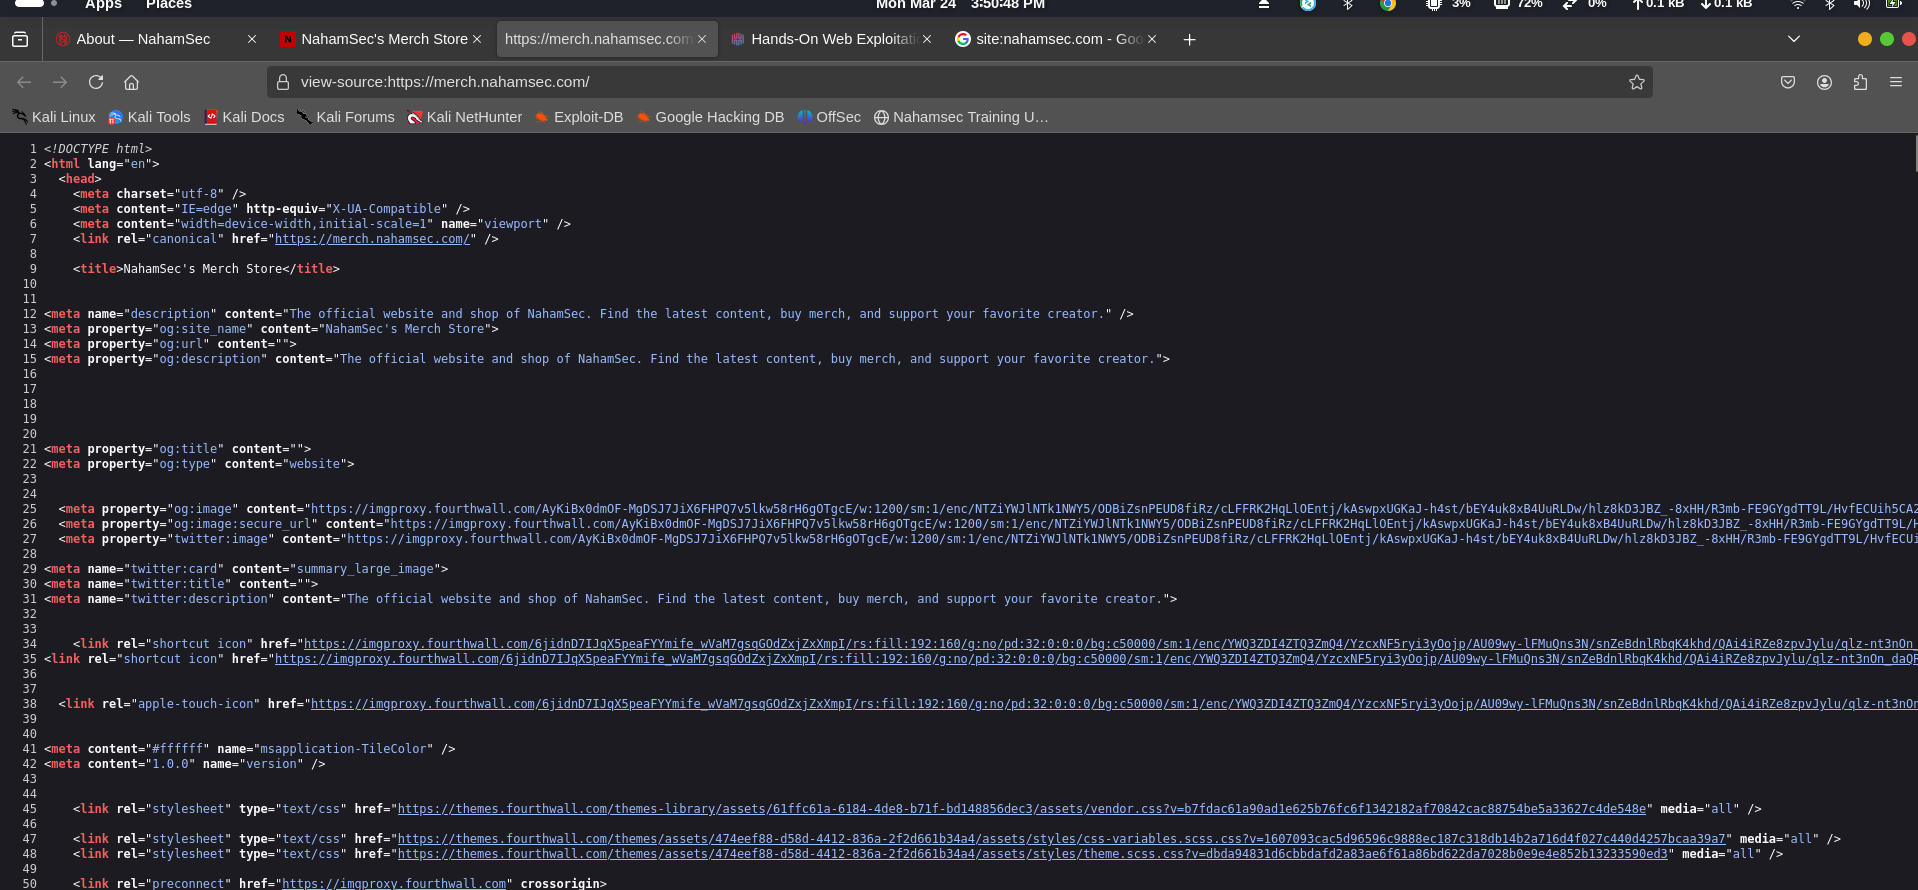 Apps Places Mon Mar 24 3:50:48 PM 3% 72% 0% 0.1 kB 0.1 kB
About — NahamSec NahamSec's Merch Store https://merch.nahamsec.com Hands-On Web Exploitati site:nahamsec.com - Goo
view-source:https://merch.nahamsec.com/
Kali Linux Kali Tools Kali Docs Kali Forums Kali NetHunter Exploit-DB Google Hacking DB OffSec Nahamsec Training U…
1 <!DOCTYPE html>
2 <html lang="en">
3 <head>
4 <meta charset="utf-8" />
5 <meta content="IE=edge" http-equiv="X-UA-Compatible" />
6 <meta content="width=device-width,initial-scale=1" name="viewport" />
7 <link rel="canonical" href="https://merch.nahamsec.com/" />
8
9 <title>NahamSec's Merch Store</title>
10
11
12 <meta name="description" content="The official website and shop of NahamSec. Find the latest content, buy merch, and support your favorite creator." />
13 <meta property="og:site_name" content="NahamSec's Merch Store">
14 <meta property="og:url" content="">
15 <meta property="og:description" content="The official website and shop of NahamSec. Find the latest content, buy merch, and support your favorite creator.">
16
17
18
19
20
21 <meta property="og:title" content="">
22 <meta property="og:type" content="website">
23
24
25 <meta property="og:image" content="https://imgproxy.fourthwall.com/AyKiBx0dmOF-MgDSJ7JiX6FHPQ7v5lkw58rH6gOTgcE/w:1200/sm:1/enc/NTZiYWJlNTk1NWY5/ODBiZsnPEUD8fiRz/cLFFRK2HqLlOEntj/kAswpxUGKaJ-h4st/bEY4uk8xB4UuRLDw/hlz8kD3JBZ_-8xHH/R3mb-FE9GYgdTT9L/HvfECUih5CA2
26 <meta property="og:image:secure_url" content="https://imgproxy.fourthwall.com/AyKiBx0dmOF-MgDSJ7JiX6FHPQ7v5lkw58rH6gOTgcE/w:1200/sm:1/enc/NTZiYWJlNTk1NWY5/ODBiZsnPEUD8fiRz/cLFFRK2HqLlOEntj/kAswpxUGKaJ-h4st/bEY4uk8xB4UuRLDw/hlz8kD3JBZ_-8xHH/R3mb-FE9GYgdTT9L/H
27 <meta property="twitter:image" content="https://imgproxy.fourthwall.com/AyKiBx0dmOF-MgDSJ7JiX6FHPQ7v5lkw58rH6gOTgcE/w:1200/sm:1/enc/NTZiYWJlNTk1NWY5/ODBiZsnPEUD8fiRz/cLFFRK2HqLlOEntj/kAswpxUGKaJ-h4st/bEY4uk8xB4UuRLDw/hlz8kD3JBZ_-8xHH/R3mb-FE9GYgdTT9L/HvfECUi
28
29 <meta name="twitter:card" content="summary_large_image">
30 <meta name="twitter:title" content="">
31 <meta name="twitter:description" content="The official website and shop of NahamSec. Find the latest content, buy merch, and support your favorite creator.">
32
33
34 <link rel="shortcut icon" href="https://imgproxy.fourthwall.com/6jidnD7IJqX5peaFYYmife_wVaM7gsqGOdZxjZxXmpI/rs:fill:192:160/g:no/pd:32:0:0:0/bg:c50000/sm:1/enc/YWQ3ZDI4ZTQ3ZmQ4/YzcxNF5ryi3yOojp/AU09wy-lFMuQns3N/snZeBdnlRbqK4khd/QAi4iRZe8zpvJylu/qlz-nt3nOn_
35 <link rel="shortcut icon" href="https://imgproxy.fourthwall.com/6jidnD7IJqX5peaFYYmife_wVaM7gsqGOdZxjZxXmpI/rs:fill:192:160/g:no/pd:32:0:0:0/bg:c50000/sm:1/enc/YWQ3ZDI4ZTQ3ZmQ4/YzcxNF5ryi3yOojp/AU09wy-lFMuQns3N/snZeBdnlRbqK4khd/QAi4iRZe8zpvJylu/qlz-nt3nOn_daQR
36
37
38 <link rel="apple-touch-icon" href="https://imgproxy.fourthwall.com/6jidnD7IJqX5peaFYYmife_wVaM7gsqGOdZxjZxXmpI/rs:fill:192:160/g:no/pd:32:0:0:0/bg:c50000/sm:1/enc/YWQ3ZDI4ZTQ3ZmQ4/YzcxNF5ryi3yOojp/AU09wy-lFMuQns3N/snZeBdnlRbqK4khd/QAi4iRZe8zpvJylu/qlz-nt3nOn
39
40
41 <meta content="#ffffff" name="msapplication-TileColor" />
42 <meta content="1.0.0" name="version" />
43
44
45 <link rel="stylesheet" type="text/css" href="https://themes.fourthwall.com/themes-library/assets/61ffc61a-6184-4de8-b71f-bd148856dec3/assets/vendor.css?v=b7fdac61a90ad1e625b76fc6f1342182af70842cac88754be5a33627c4de548e" media="all" />
46
47 <link rel="stylesheet" type="text/css" href="https://themes.fourthwall.com/themes/assets/474eef88-d58d-4412-836a-2f2d661b34a4/assets/styles/css-variables.scss.css?v=1607093cac5d96596c9888ec187c318db14b2a716d4f027c440d4257bcaa39a7" media="all" />
48 <link rel="stylesheet" type="text/css" href="https://themes.fourthwall.com/themes/assets/474eef88-d58d-4412-836a-2f2d661b34a4/assets/styles/theme.scss.css?v=dbda94831d6cbbdafd2a83ae6f61a86bd622da7028b0e9e4e852b13233590ed3" media="all" />
49
50 <link rel="preconnect" href="https://imgproxy.fourthwall.com" crossorigin>